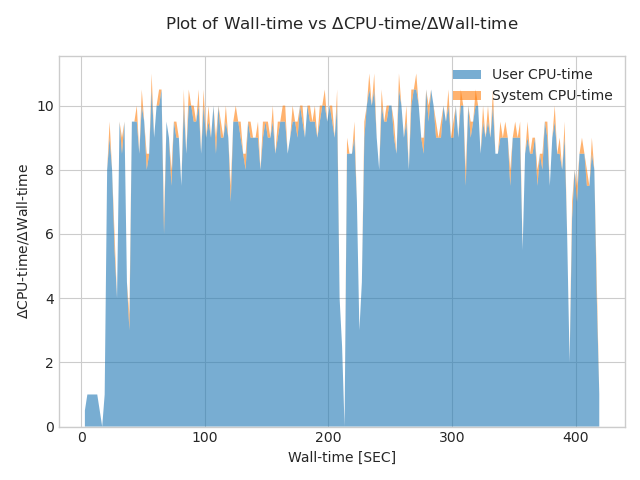 Plot of Wall-time vs ΔCPU-time/ΔWall-time
User CPU-time
System CPU-time
ΔCPU-time/ΔWall-time
10
8
6
4
2
0
0 100 200 300 400
Wall-time [SEC]